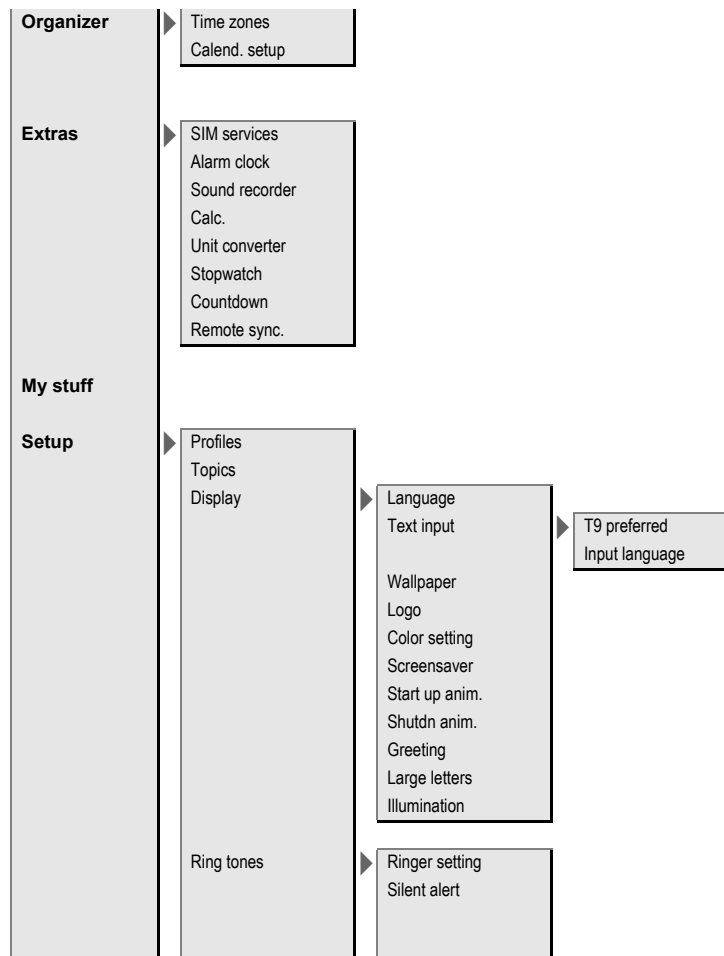 Organizer
Time zones
Calend. setup
Extras
SIM services
Alarm clock
Sound recorder
Calc.
Unit converter
Stopwatch
Countdown
Remote sync.
My stuff
Setup
Profiles
Topics
Display
Language
Text input
T9 preferred
Input language
Wallpaper
Logo
Color setting
Screensaver
Start up anim.
Shutdn anim.
Greeting
Large letters
Illumination
Ring tones
Ringer setting
Silent alert